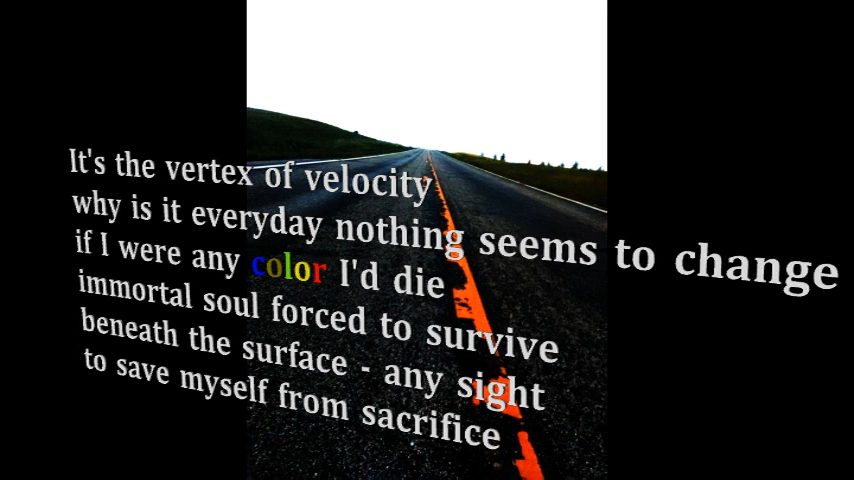 It's the vertex of velocity
why is it everyday nothing seems to change
if I were any color I'd die
immortal soul forced to survive
beneath the surface - any sight
to save myself from sacrifice